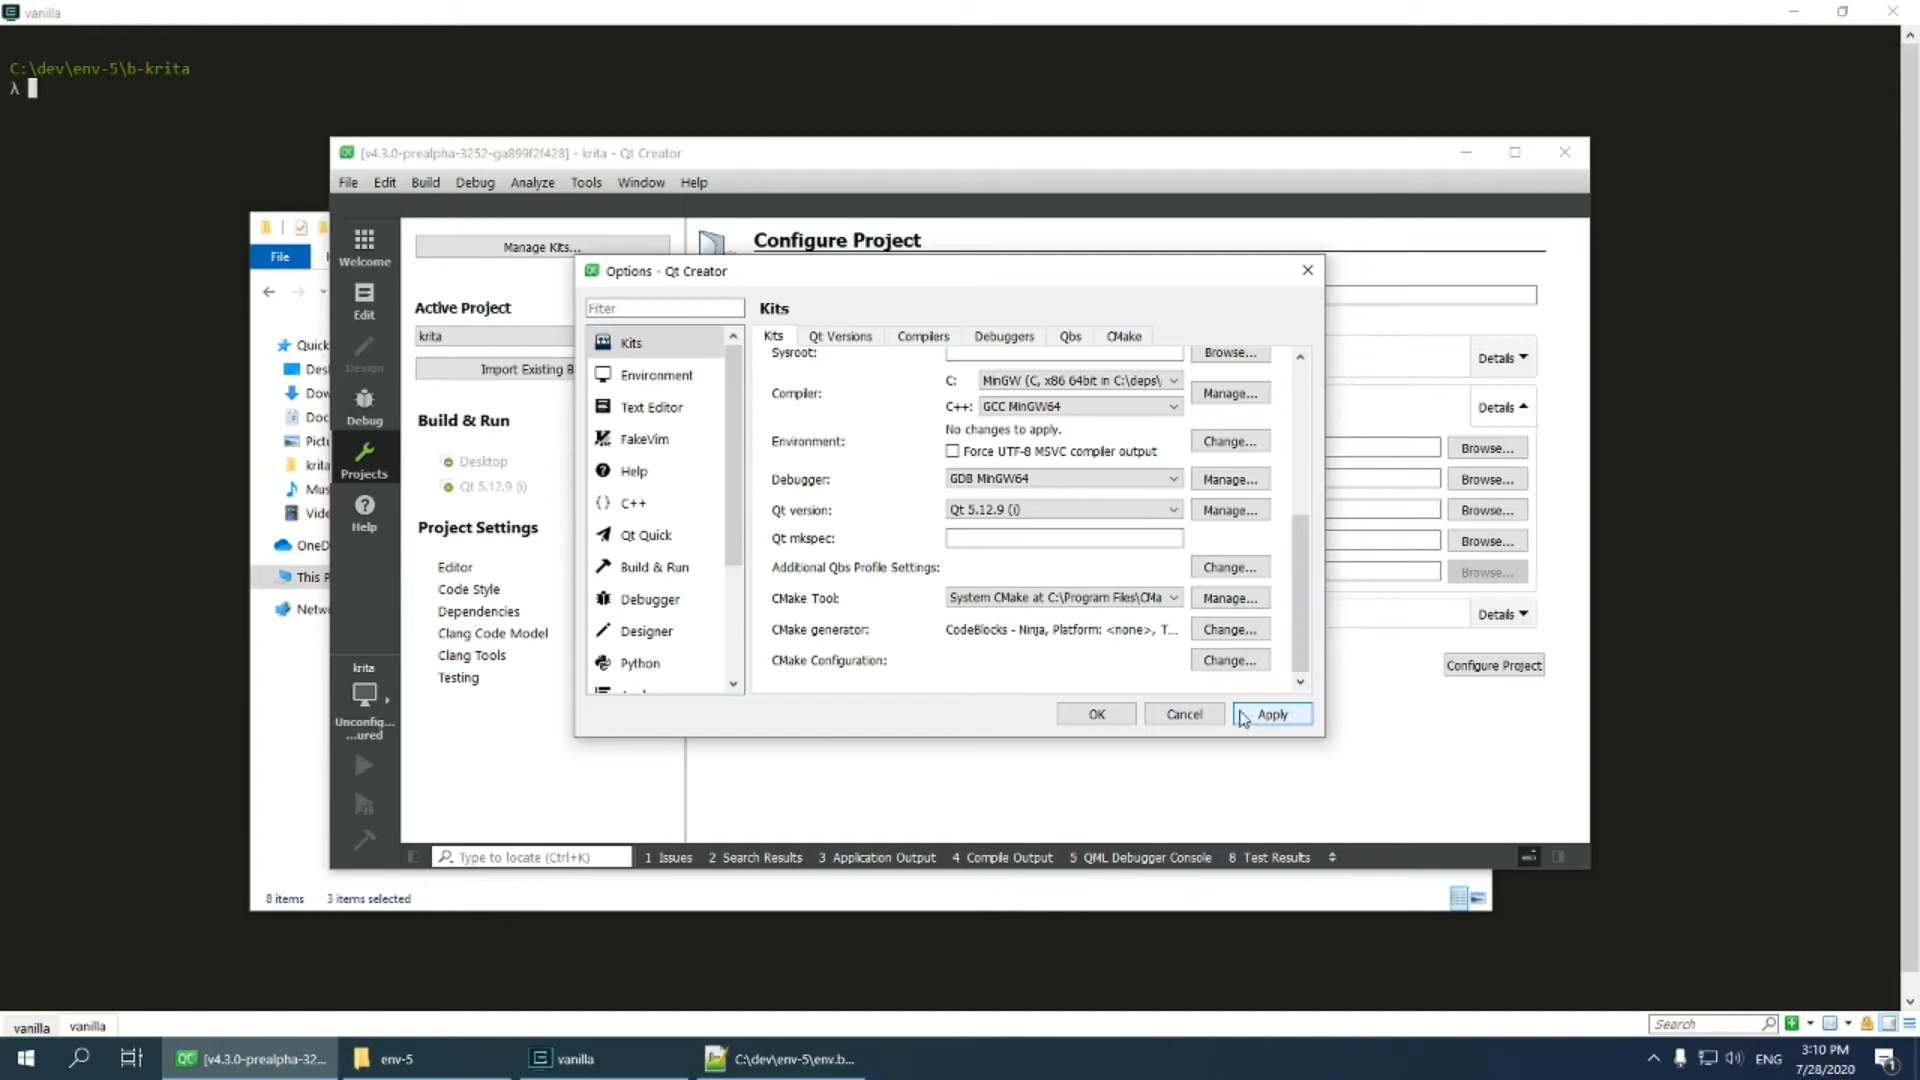 vanilla
C:\dev\env-5\b-krita
λ
[v4.3.0-prealpha-3252-ga899f2f428] - krita - Qt Creator
File Edit Build Debug Analyze Tools Window Help
File
Quick
This P
OneD
Netw
8 items 3 items selected
Welcome
Edit
Design
Debug
Projects
Help
krita
Unconfig...
...ured
Manage Kits...
Active Project
krita
Import Existing B
Build & Run
Desktop
Qt 5.12.9 (i)
Project Settings
Editor
Code Style
Dependencies
Clang Code Model
Clang Tools
Testing
Configure Project
Details
Details
Browse...
Browse...
Browse...
Browse...
Browse...
Details
Configure Project
Options - Qt Creator
Filter
Kits
Environment
Text Editor
FakeVim
Help
C++
Qt Quick
Build & Run
Debugger
Designer
Python
Kits
Kits Qt Versions Compilers Debuggers Qbs CMake
Sysroot: Browse...
Compiler: C: MinGW (C, x86 64bit in C:\deps\ Manage...
C++: GCC MinGW64
Environment: No changes to apply. Change...
Force UTF-8 MSVC compiler output
Debugger: GDB MinGW64 Manage...
Qt version: Qt 5.12.9 (i) Manage...
Qt mkspec:
Additional Qbs Profile Settings: Change...
CMake Tool: System CMake at C:\Program Files\CMa Manage...
CMake generator: CodeBlocks - Ninja, Platform: <none>, T... Change...
CMake Configuration: Change...
OK Cancel Apply
Type to locate (Ctrl+K) 1 Issues 2 Search Results 3 Application Output 4 Compile Output 5 QML Debugger Console 8 Test Results
vanilla vanilla
Search
[v4.3.0-prealpha-32... env-5 vanilla C:\dev\env-5\env.b...
ENG
3:10 PM
7/28/2020
1